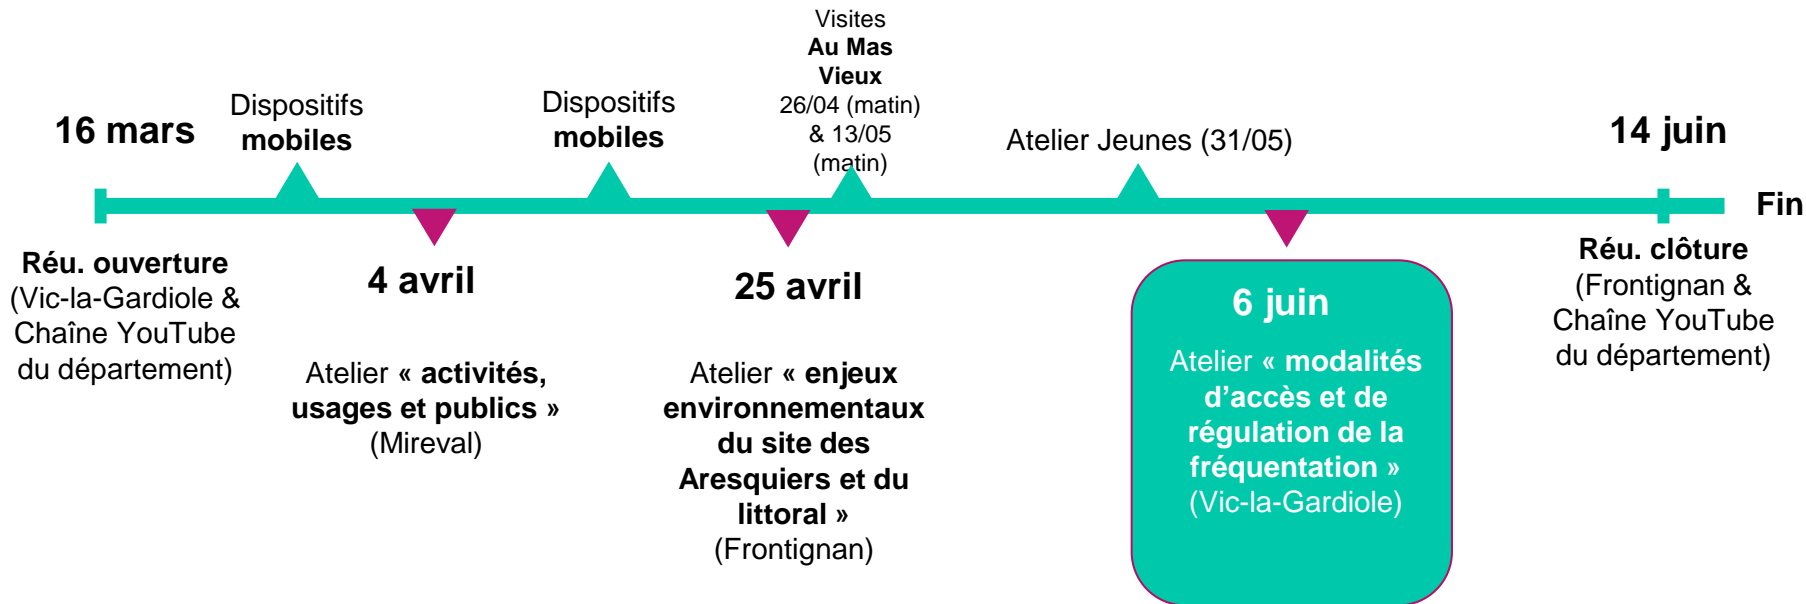 16 mars
Dispositifs
mobiles
Dispositifs
mobiles
Visites
Au Mas
Vieux
26/04 (matin)
& 13/05
(matin)
Atelier Jeunes (31/05)
14 juin
Fin
Réu. ouverture
(Vic-la-Gardiole &
Chaîne YouTube
du département)
4 avril
Atelier « activités,
usages et publics »
(Mireval)
25 avril
Atelier « enjeux
environnementaux
du site des
Aresquiers et du
littoral »
(Frontignan)
6 juin
Atelier « modalités
d’accès et de
régulation de la
fréquentation »
(Vic-la-Gardiole)
Réu. clôture
(Frontignan &
Chaîne YouTube
du département)